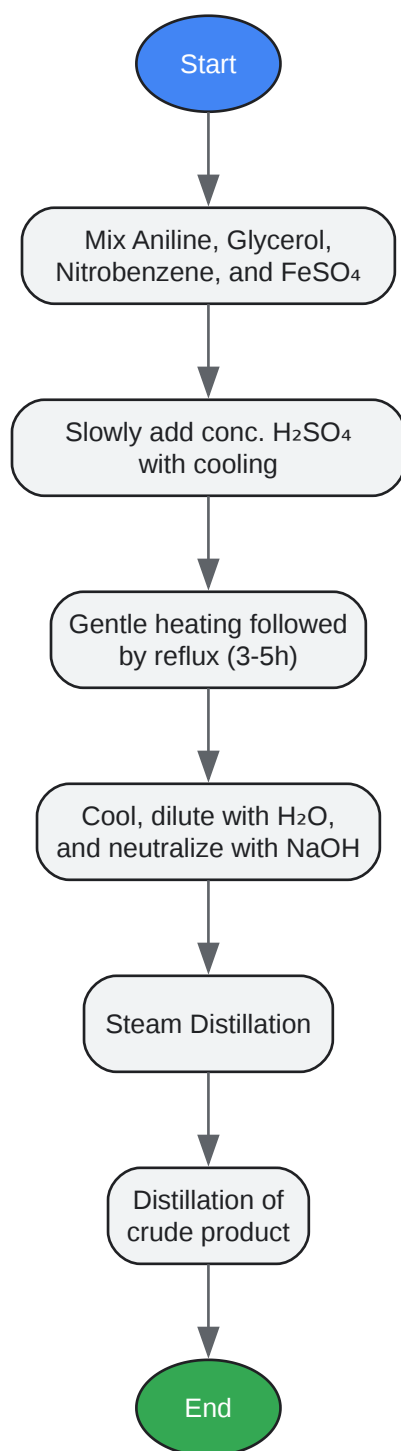 Start
Mix Aniline, Glycerol,
Nitrobenzene, and FeSO₄
Slowly add conc. H₂SO₄
with cooling
Gentle heating followed
by reflux (3-5h)
Cool, dilute with H₂O,
and neutralize with NaOH
Steam Distillation
Distillation of
crude product
End